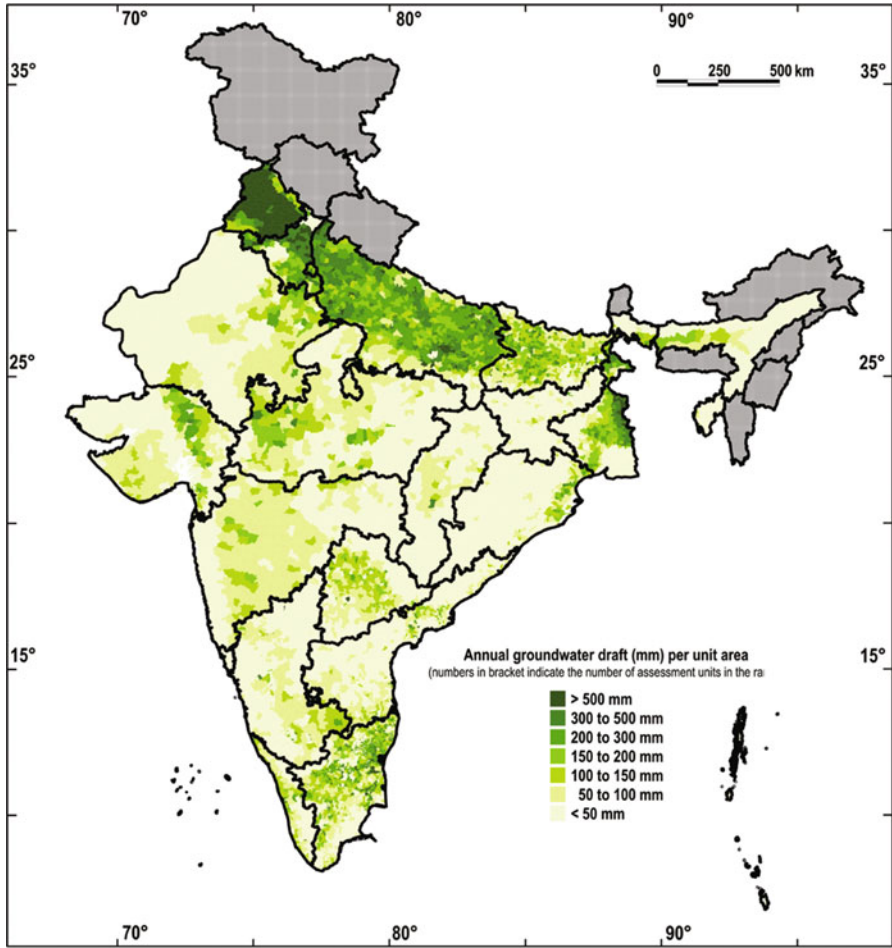 70°
80°
90°
35°
0 250 500 km
35°
25°
25°
15°
Annual groundwater draft (mm) per unit area
15°
(numbers in bracket indicate the number of assessment units in the ra
> 500 mm
300 to 500 mm
200 to 300 mm
150 to 200 mm
100 to 150 mm
50 to 100 mm
< 50 mm
70°
80°
90°